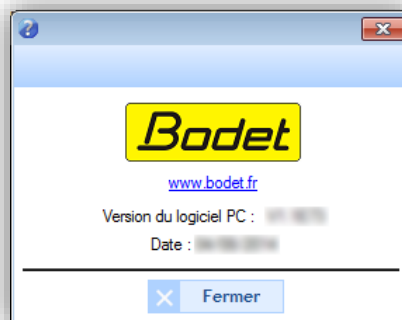 Bodet
www.bodet.fr
Version du logiciel PC :
Date :
Fermer